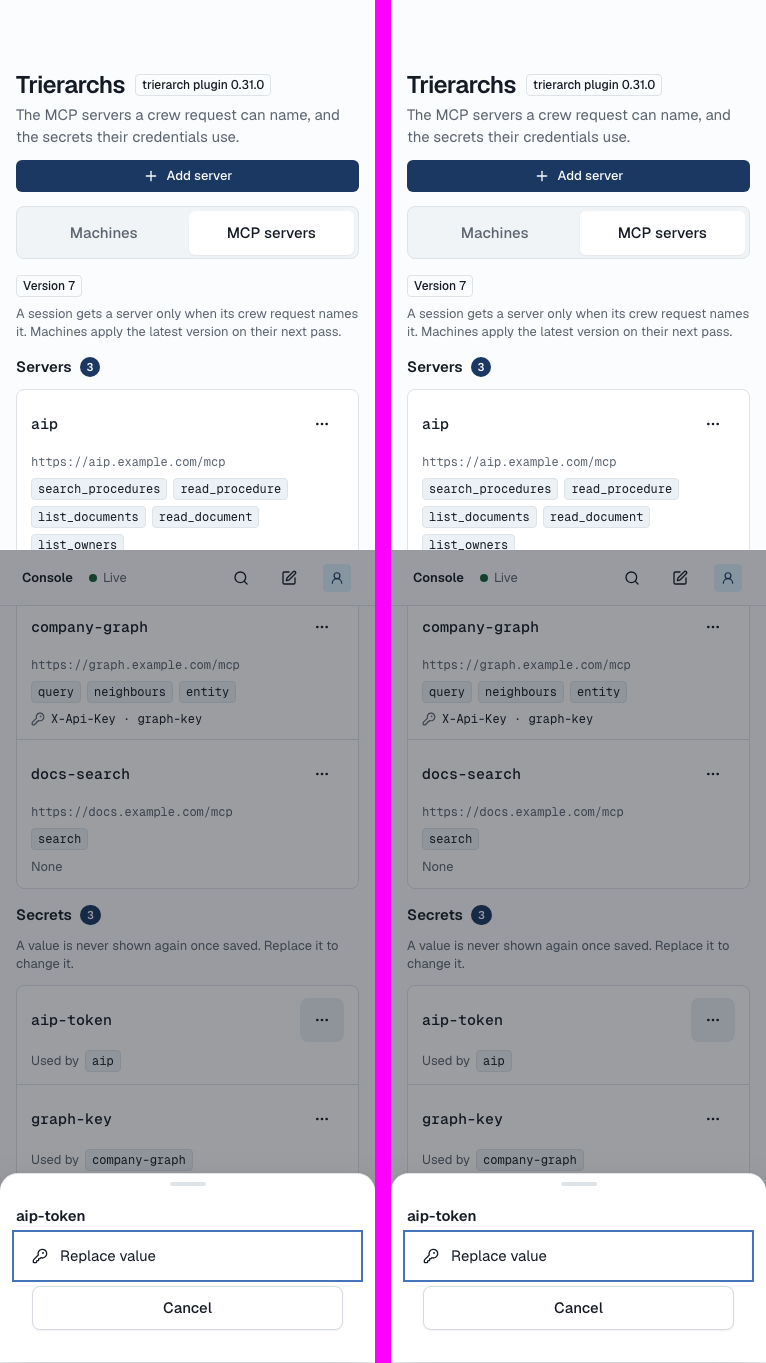 Trierarchs trierarch plugin 0.31.0
The MCP servers a crew request can name, and
the secrets their credentials use.
+ Add server
Machines MCP servers
Version 7
A session gets a server only when its crew request names
it. Machines apply the latest version on their next pass.
Servers 3
aip ...
https://aip.example.com/mcp
search_procedures read_procedure
list_documents read_document
list_owners
Console Live
company-graph ...
https://graph.example.com/mcp
query neighbours entity
X-Api-Key · graph-key
docs-search ...
https://docs.example.com/mcp
search
None
Secrets 3
A value is never shown again once saved. Replace it to
change it.
aip-token ...
Used by aip
graph-key ...
Used by company-graph
aip-token
Replace value
Cancel
Trierarchs trierarch plugin 0.31.0
The MCP servers a crew request can name, and
the secrets their credentials use.
+ Add server
Machines MCP servers
Version 7
A session gets a server only when its crew request names
it. Machines apply the latest version on their next pass.
Servers 3
aip ...
https://aip.example.com/mcp
search_procedures read_procedure
list_documents read_document
list_owners
Console Live
company-graph ...
https://graph.example.com/mcp
query neighbours entity
X-Api-Key · graph-key
docs-search ...
https://docs.example.com/mcp
search
None
Secrets 3
A value is never shown again once saved. Replace it to
change it.
aip-token ...
Used by aip
graph-key ...
Used by company-graph
aip-token
Replace value
Cancel